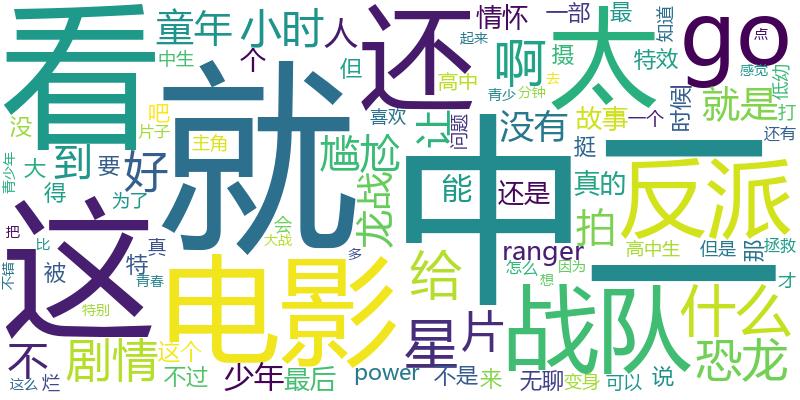 看
童年
小时
人
还
情怀
一部
最
知道
go
点
中生
个
但
起来
摄
特效
感觉
低幼
没
吧
片子
高中
啊
太
青少
分钟
去
时候
就是
打
就
主角
喜欢
让
问题
没有
故事
一个
还有
青少年
大
到
要
好
尴尬
挺
中二
反派
得
为了
龙战
能
还是
真的
这
把
比
真
会
大战
拍
高中生
但是
那
拯救
不错
被
特
青春
电影
多
给
ranger
怎么
想
因为
才
特别
星
片
战队
什么
不
剧情
这个
恐龙
这么
烂
不过
少年
最后
power
不是
来
无聊
变身
可以
说